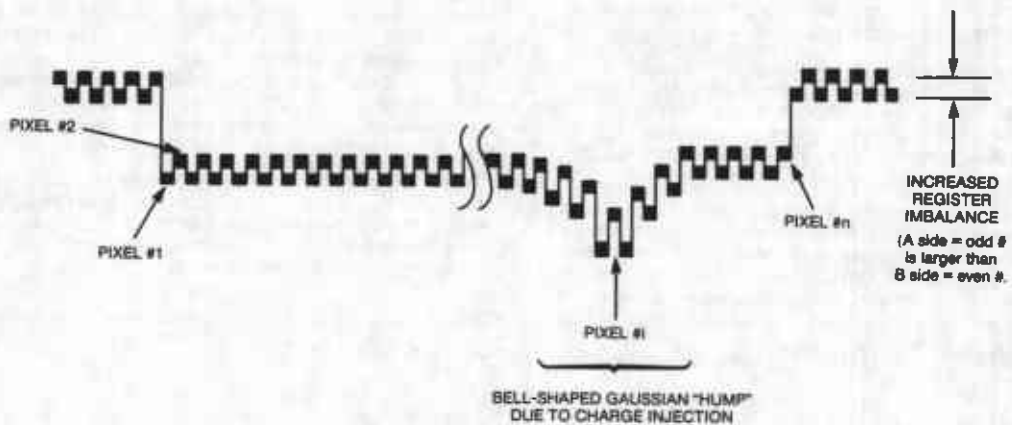 PIXEL #2
PIXEL #1
PIXEL #n
INCREASED
REGISTER
IMBALANCE
(A side = odd #
is larger than
B side = even #.
PIXEL #i
BELL-SHAPED GAUSSIAN "HUMP"
DUE TO CHARGE INJECTION